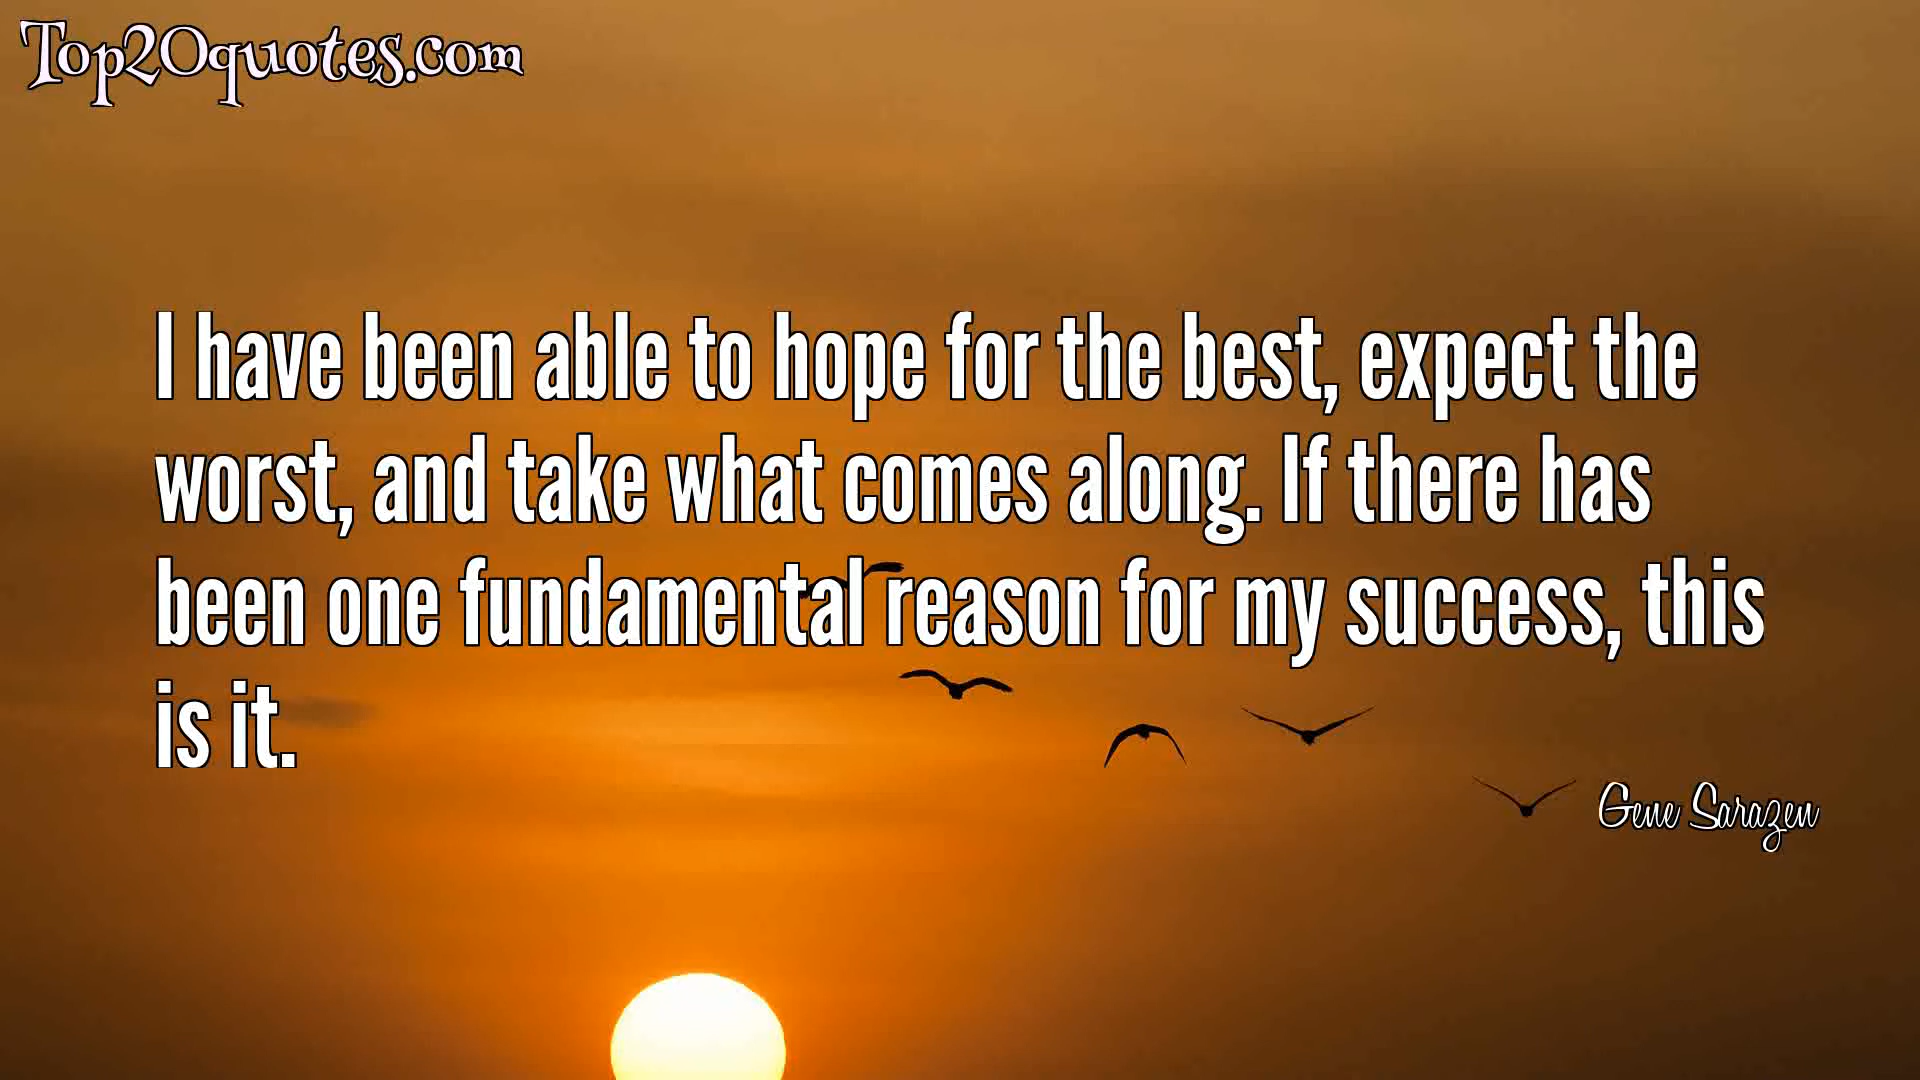 Top20quotes.com
I have been able to hope for the best, expect the
worst, and take what comes along. If there has
been one fundamental reason for my success, this
is it.
Gene Sarazen